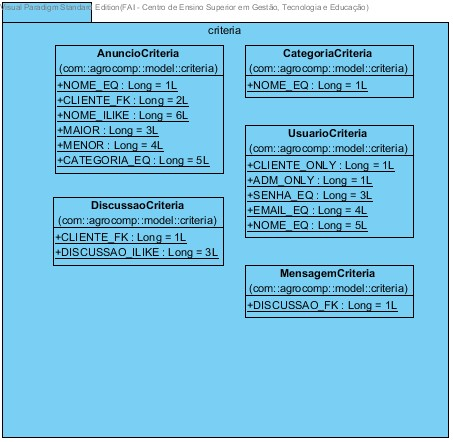 Visual Paradigm Standard Edition(FAI - Centro de Ensino Superior em Gestão, Tecnologia e Educação)
criteria
AnuncioCriteria
(com::agrocomp::model::criteria)
+NOME_EQ : Long = 1L
+CLIENTE_FK : Long = 2L
+NOME_ILIKE : Long = 6L
+MAIOR : Long = 3L
+MENOR : Long = 4L
+CATEGORIA_EQ : Long = 5L
CategoriaCriteria
(com::agrocomp::model::criteria)
+NOME_EQ : Long = 1L
UsuarioCriteria
(com::agrocomp::model::criteria)
+CLIENTE_ONLY : Long = 1L
+ADM_ONLY : Long = 1L
+SENHA_EQ : Long = 3L
+EMAIL_EQ : Long = 4L
+NOME_EQ : Long = 5L
DiscussaoCriteria
(com::agrocomp::model::criteria)
+CLIENTE_FK : Long = 1L
+DISCUSSAO_ILIKE : Long = 3L
MensagemCriteria
(com::agrocomp::model::criteria)
+DISCUSSAO_FK : Long = 1L